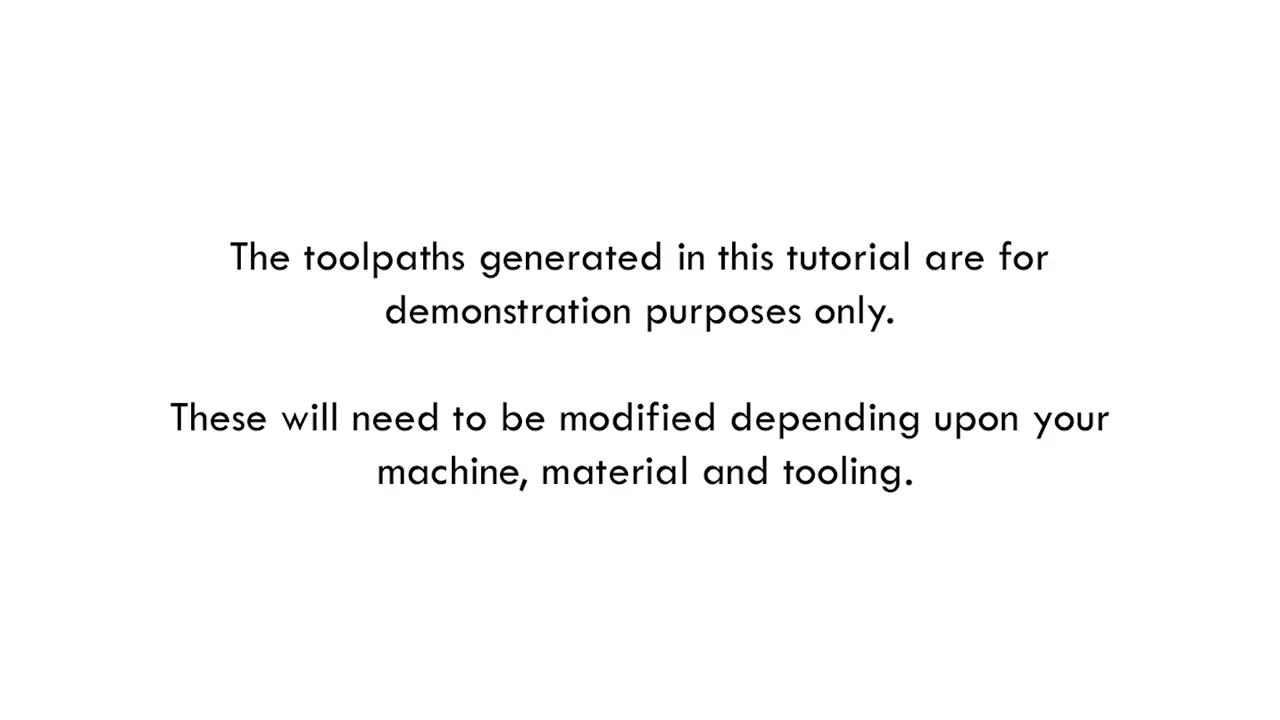 The toolpaths generated in this tutorial are for
demonstration purposes only.
These will need to be modified depending upon your
machine, material and tooling.